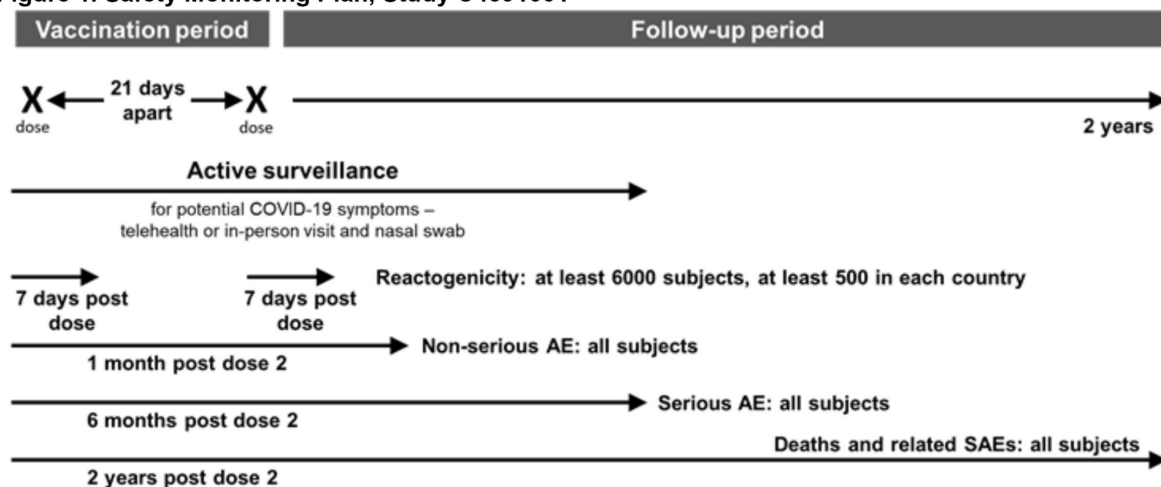 Vaccination period
Follow-up period
21 days
apart
X
X
dose
dose
2 years
Active surveillance
for potential COVID-19 symptoms –
telehealth or in-person visit and nasal swab
Reactogenicity: at least 6000 subjects, at least 500 in each country
7 days post
dose
7 days post
dose
Non-serious AE: all subjects
1 month post dose 2
Serious AE: all subjects
6 months post dose 2
Deaths and related SAEs: all subjects
2 years post dose 2